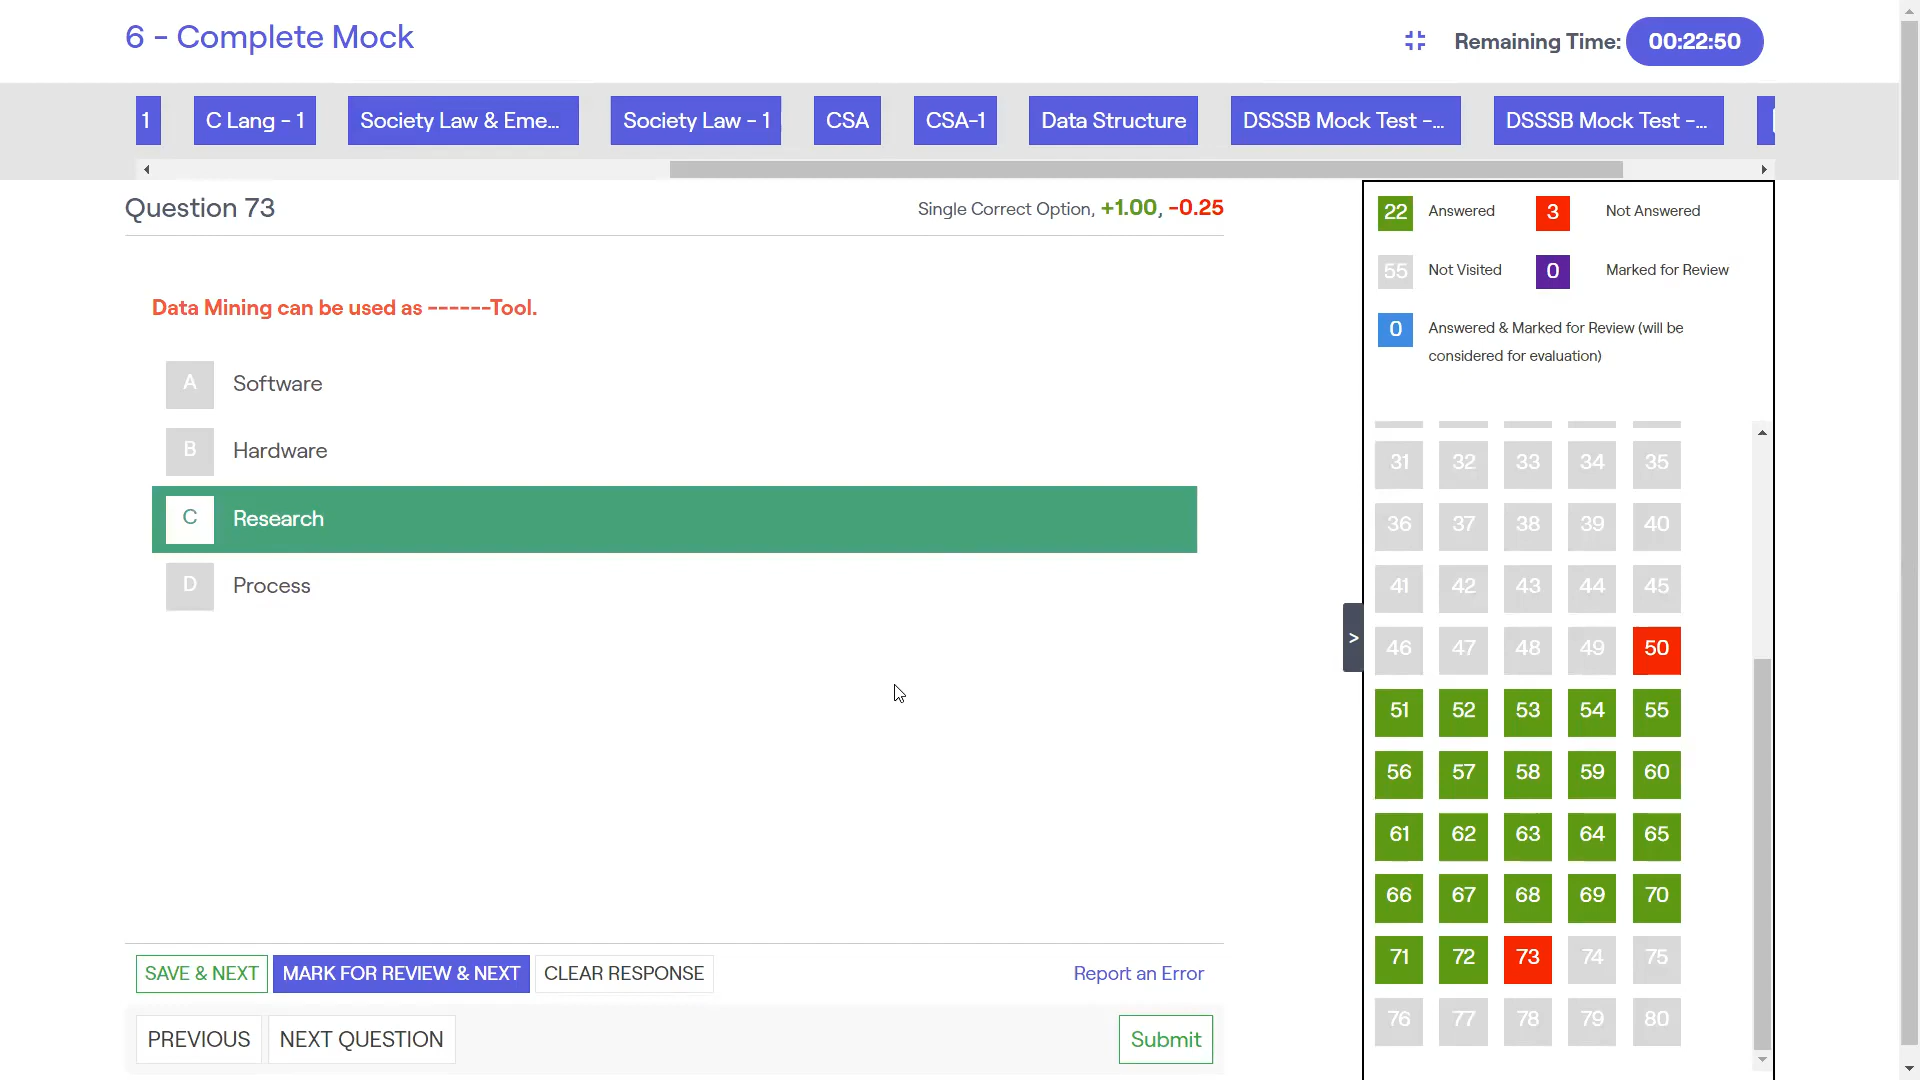 6 - Complete Mock
Remaining Time: 00:22:50
1
C Lang - 1
Society Law & Eme...
Society Law - 1
CSA
CSA-1
Data Structure
DSSSB Mock Test -...
DSSSB Mock Test -...
Question 73
Single Correct Option, +1.00, -0.25
22 Answered
3 Not Answered
55 Not Visited
0 Marked for Review
0 Answered & Marked for Review (will be
considered for evaluation)
Data Mining can be used as ------Tool.
A Software
B Hardware
C Research
D Process
>
31 32 33 34 35
36 37 38 39 40
41 42 43 44 45
46 47 48 49 50
51 52 53 54 55
56 57 58 59 60
61 62 63 64 65
66 67 68 69 70
71 72 73 74 75
76 77 78 79 80
SAVE & NEXT
MARK FOR REVIEW & NEXT
CLEAR RESPONSE
Report an Error
PREVIOUS
NEXT QUESTION
Submit